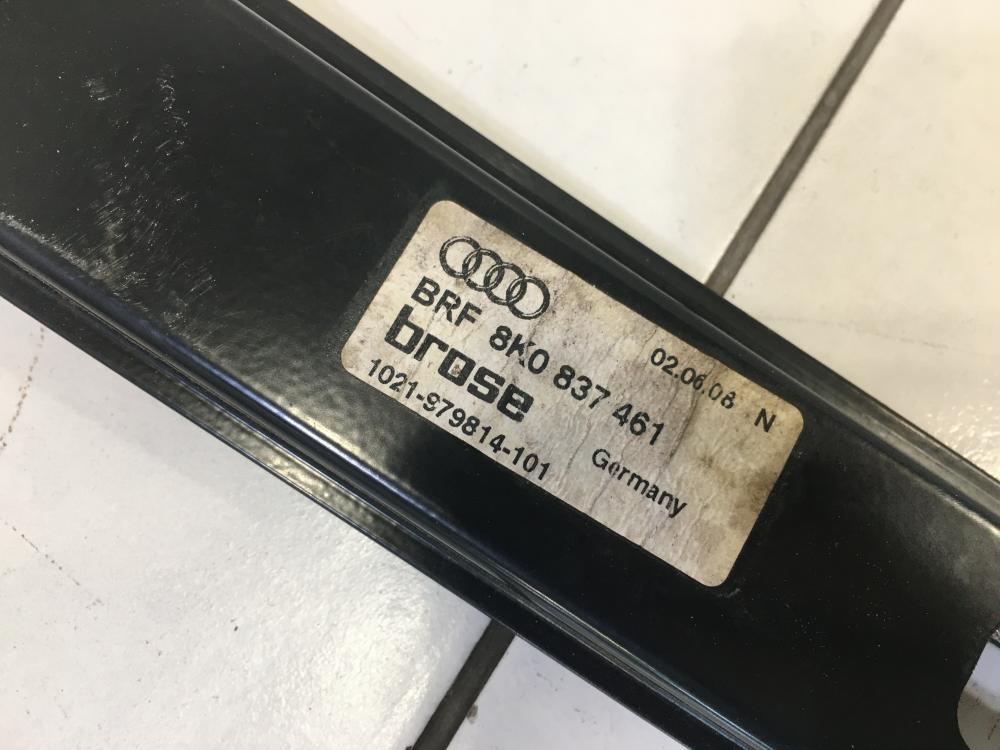 BRF 8K0 837 461
02.06.08 N
brose
1021-979814-101
Germany